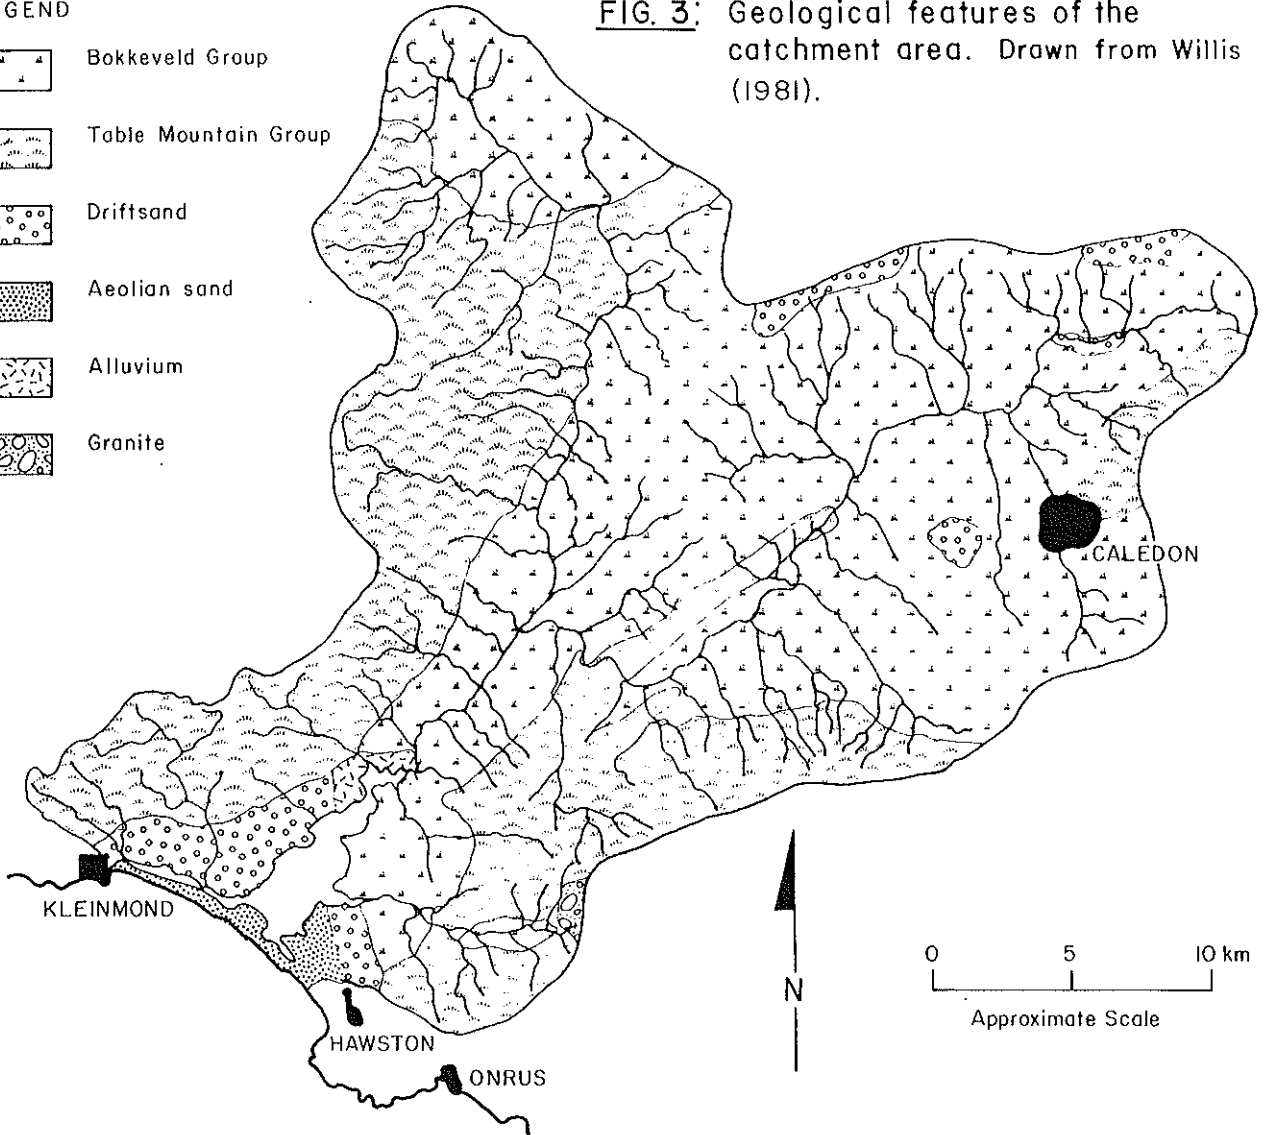 GEND
Bokkeveld Group
Table Mountain Group
Driftsand
Aeolian sand
Alluvium
Granite
FIG. 3: Geological features of the
catchment area. Drawn from Willis
(1981).
CALEDON
KLEINMOND
HAWSTON
ONRUS
N
0 5 10 km
Approximate Scale